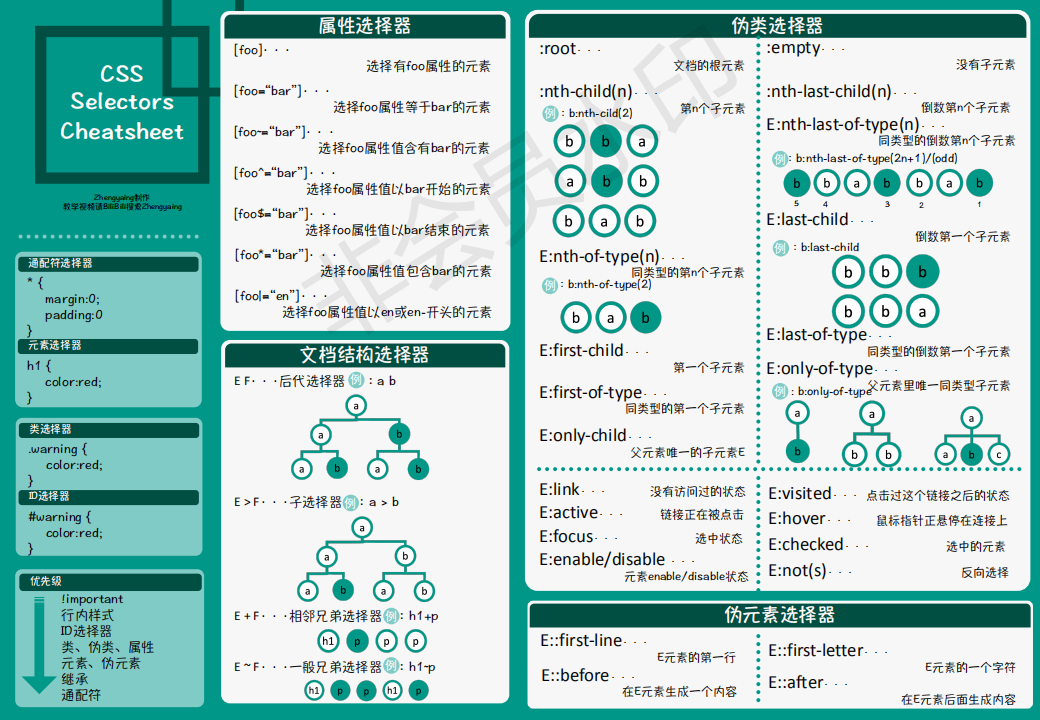 CSS
Selectors
Cheatsheet
Zhengyaing制作
教学视频请BiliBili搜索Zhengyaing
通配符选择器
* {
margin:0;
padding:0
}
元素选择器
h1 {
color:red;
}
类选择器
.warning {
color:red;
}
ID选择器
#warning {
color:red;
}
优先级
!important
行内样式
ID选择器
类、伪类、属性
元素、伪元素
继承
通配符
属性选择器
[foo]· · ·
选择有foo属性的元素
[foo=“bar”]· · ·
选择foo属性等于bar的元素
[foo~=“bar”]· · ·
选择foo属性值含有bar的元素
[foo^=“bar”]· · ·
选择foo属性值以bar开始的元素
[foo$=“bar”]· · ·
选择foo属性值以bar结束的元素
[foo*=“bar”]· · ·
选择foo属性值包含bar的元素
[foo|=“en”]· · ·
选择foo属性值以en或en-开头的元素
文档结构选择器
E F· · ·后代选择器 例：a b
a
a b
a b a b
E>F· · ·子选择器例：a > b
a
a b
a b a b
E+F· · ·相邻兄弟选择器例：h1+p
h1 p p p
E~F· · ·一般兄弟选择器例：h1~p
h1 p p h1 p
伪类选择器
:root· · ·
文档的根元素
:nth-child(n)· · ·
第n个子元素
例：b:nth-cild(2)
b b a
a b b
b a b
E:nth-of-type(n)· · ·
同类型的第n个子元素
例：b:nth-of-type(2)
b a b
E:first-child· · ·
第一个子元素
E:first-of-type· · ·
同类型的第一个子元素
E:only-child· · ·
父元素唯一的子元素E
:empty· · ·
没有子元素
:nth-last-child(n)· · ·
倒数第n个子元素
E:nth-last-of-type(n)· · ·
同类型的倒数第n个子元素
例：b:nth-last-of-type(2n+1)/(odd)
b b a b b a b
5 4 3 2 1
E:last-child· · ·
倒数第一个子元素
例：b:last-child
b b b
b b a
E:last-of-type· · ·
同类型的倒数第一个子元素
E:only-of-type· · ·
父元素里唯一同类型子元素
例：b:only-of-type
a a a
b b b a b c
E:link· · · 没有访问过的状态
E:active· · · 链接正在被点击
E:focus· · · 选中状态
E:enable/disable · · ·
元素enable/disable状态
E:visited· · · 点击过这个链接之后的状态
E:hover· · · 鼠标指针正悬停在连接上
E:checked· · · 选中的元素
E:not(s)· · · 反向选择
伪元素选择器
E::first-line· · ·
E元素的第一行
E::before· · ·
在E元素生成一个内容
E::first-letter· · ·
E元素的一个字符
E::after· · ·
在E元素后面生成内容
非会员水印